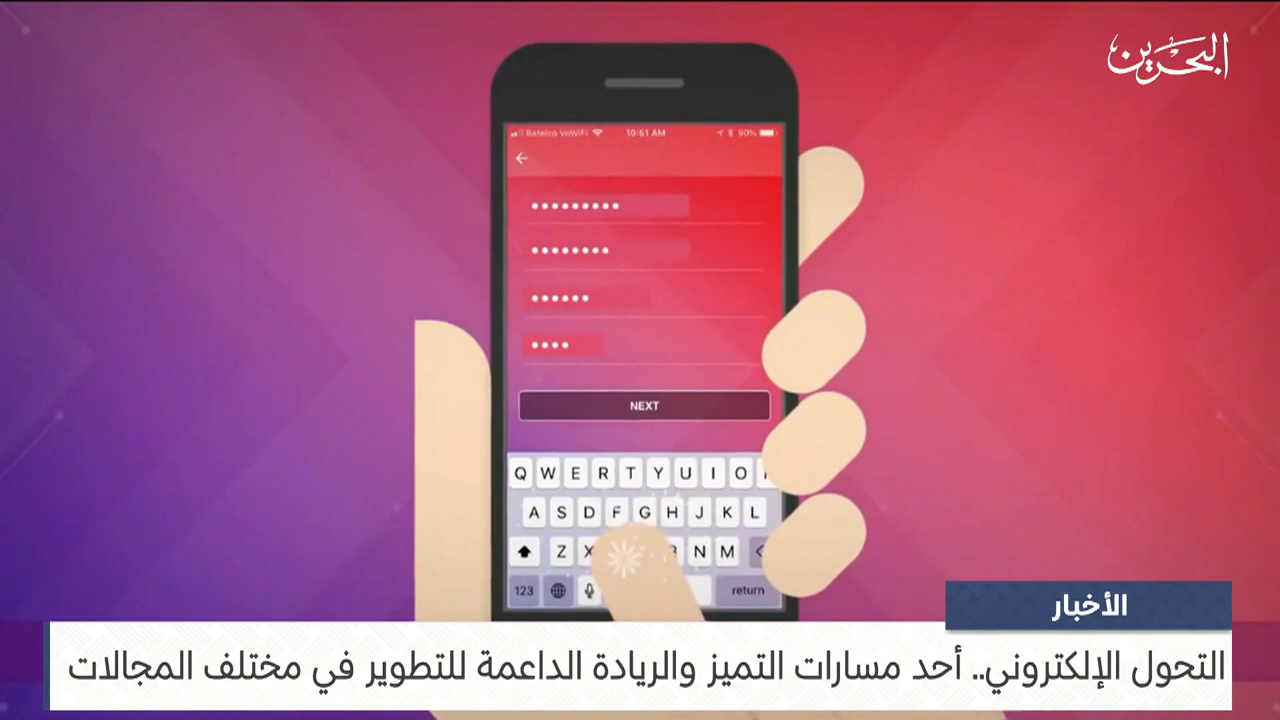 البحرين
Batelco VoWiFi 10:51 AM 90%
•••••••••
••••••••
••••••
••••
NEXT
Q W E R T Y U I O
A S D F G H J K L
Z X N M
123 return
الأخبار
التحول الإلكتروني.. أحد مسارات التميز والريادة الداعمة للتطوير في مختلف المجالات